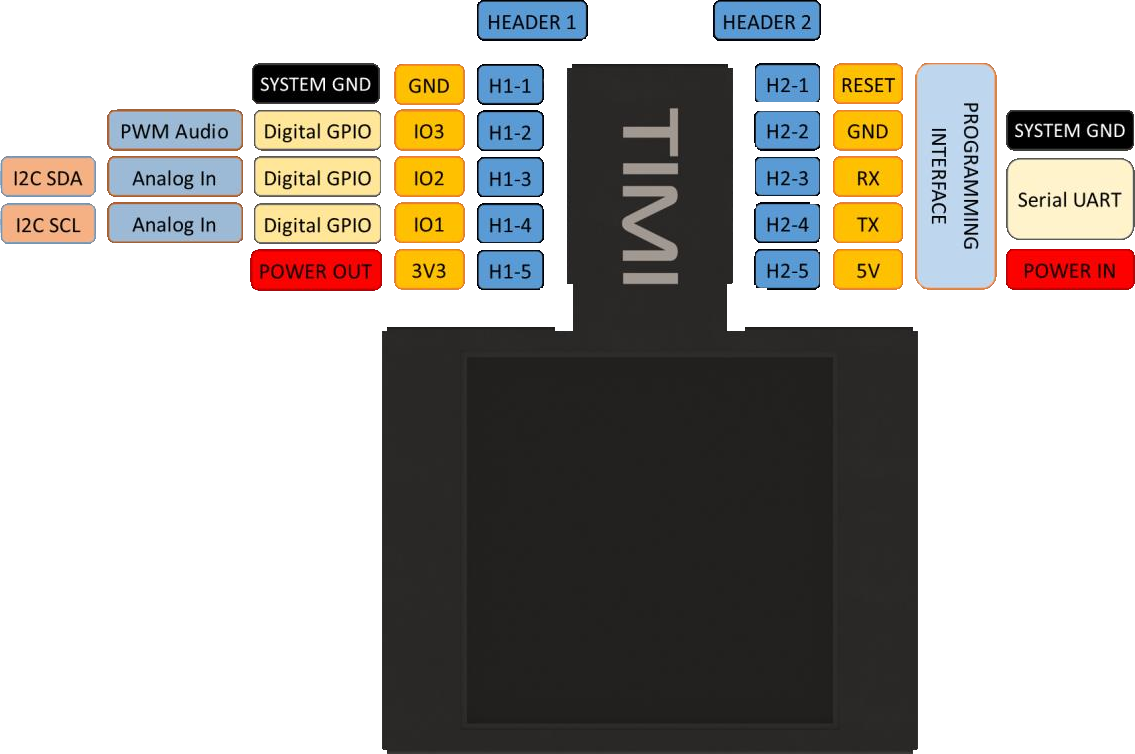 HEADER 1 HEADER 2
SYSTEM GND GND H1-1 H2-1 RESET
PWM Audio Digital GPIO IO3 H1-2 H2-2 GND SYSTEM GND
I2C SDA Analog In Digital GPIO IO2 H1-3 H2-3 RX Serial UART
I2C SCL Analog In Digital GPIO IO1 H1-4 H2-4 TX
POWER OUT 3V3 H1-5 H2-5 5V POWER IN
PROGRAMMING
INTERFACE
TIMI